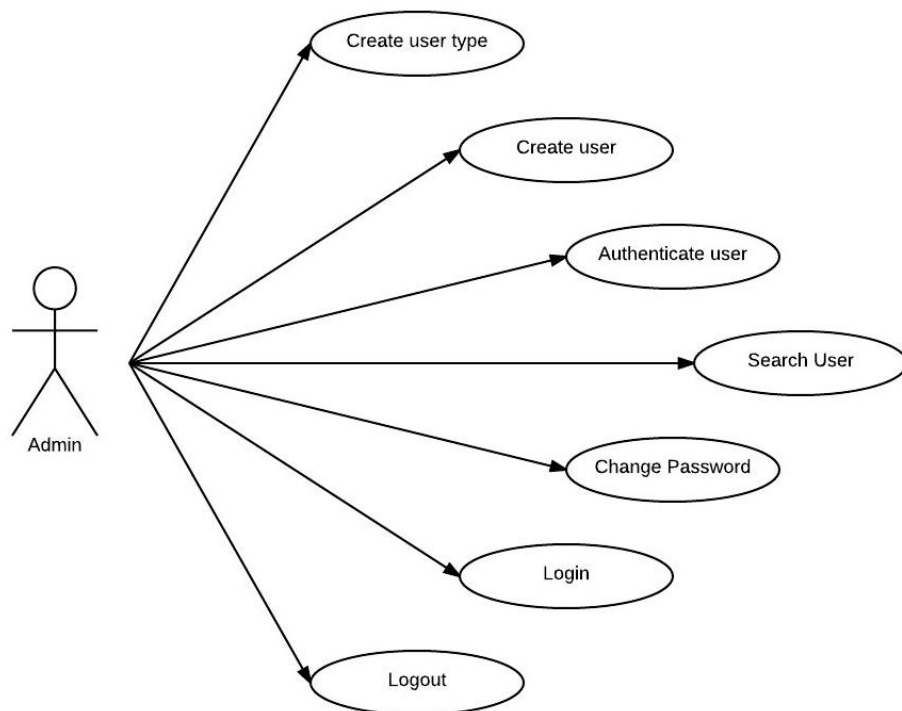 Create user type
Create user
Authenticate user
Search User
Admin
Change Password
Login
Logout